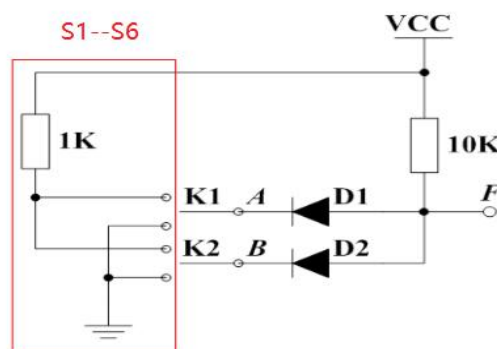 S1--S6
VCC
1K
10K
K1 A D1 F
K2 B D2